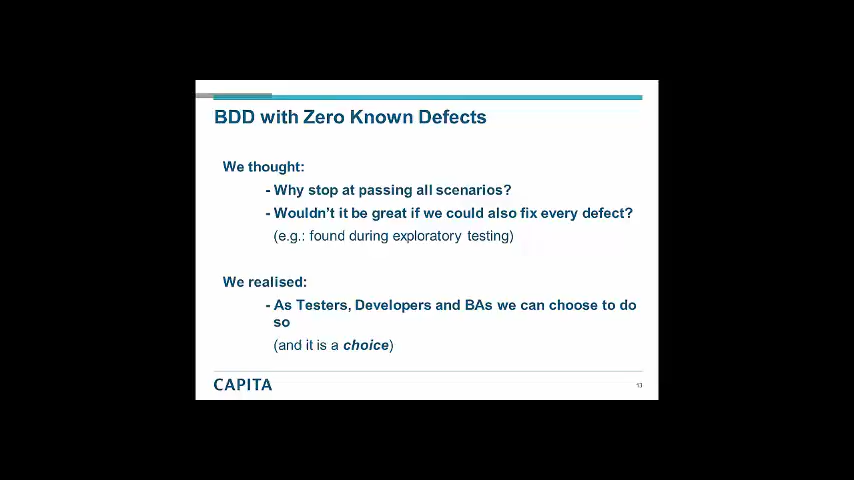 BDD with Zero Known Defects
We thought:
- Why stop at passing all scenarios?
- Wouldn't it be great if we could also fix every defect?
(e.g.: found during exploratory testing)
We realised:
- As Testers, Developers and BAs we can choose to do
so
(and it is a choice)
CAPITA
13